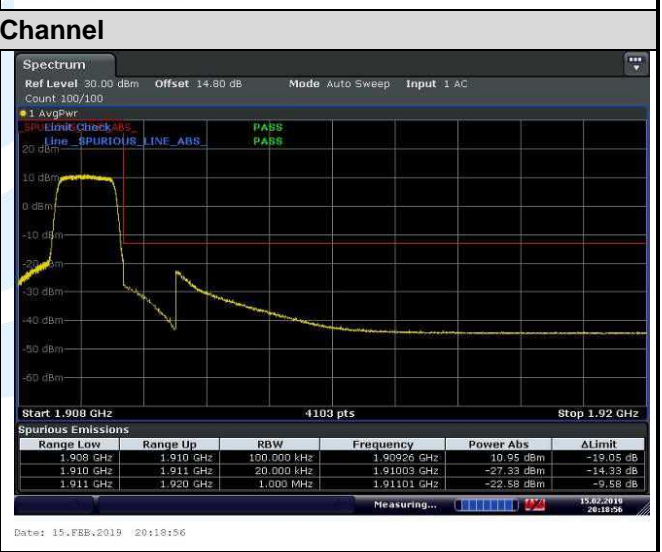 Channel
Spectrum
Ref Level 30.00 dBm Offset 14.80 dB Mode Auto Sweep Input 1 AC
Count 100/100
1 AvgPwr
Limit Check PASS
Line _SPURIOUS_LINE_ABS_ PASS
20 dBm
10 dBm
0 dBm
-10 dBm
-20 dBm
-30 dBm
-40 dBm
-50 dBm
-60 dBm
Start 1.908 GHz 4103 pts Stop 1.92 GHz
Spurious Emissions
Range Low Range Up RBW Frequency Power Abs ΔLimit
1.908 GHz 1.910 GHz 100.000 kHz 1.90926 GHz 10.95 dBm -19.05 dB
1.910 GHz 1.911 GHz 20.000 kHz 1.91003 GHz -27.33 dBm -14.33 dB
1.911 GHz 1.920 GHz 1.000 MHz 1.91101 GHz -22.58 dBm -9.58 dB
Measuring... 15.02.2019
20:18:56
Date: 15.FEB.2019 20:18:56